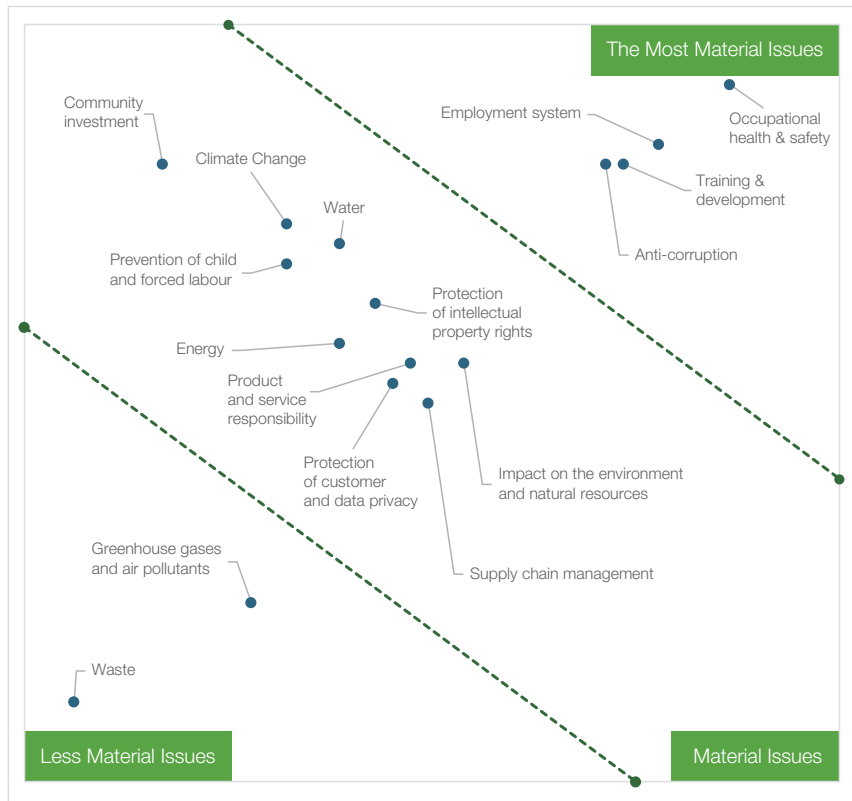 The Most Material Issues
Community
investment
Employment system
Occupational
health & safety
Climate Change
Training &
development
Water
Anti-corruption
Prevention of child
and forced labour
Protection
of intellectual
property rights
Energy
Product
and service
responsibility
Protection
of customer
and data privacy
Impact on the environment
and natural resources
Greenhouse gases
and air pollutants
Supply chain management
Waste
Less Material Issues
Material Issues